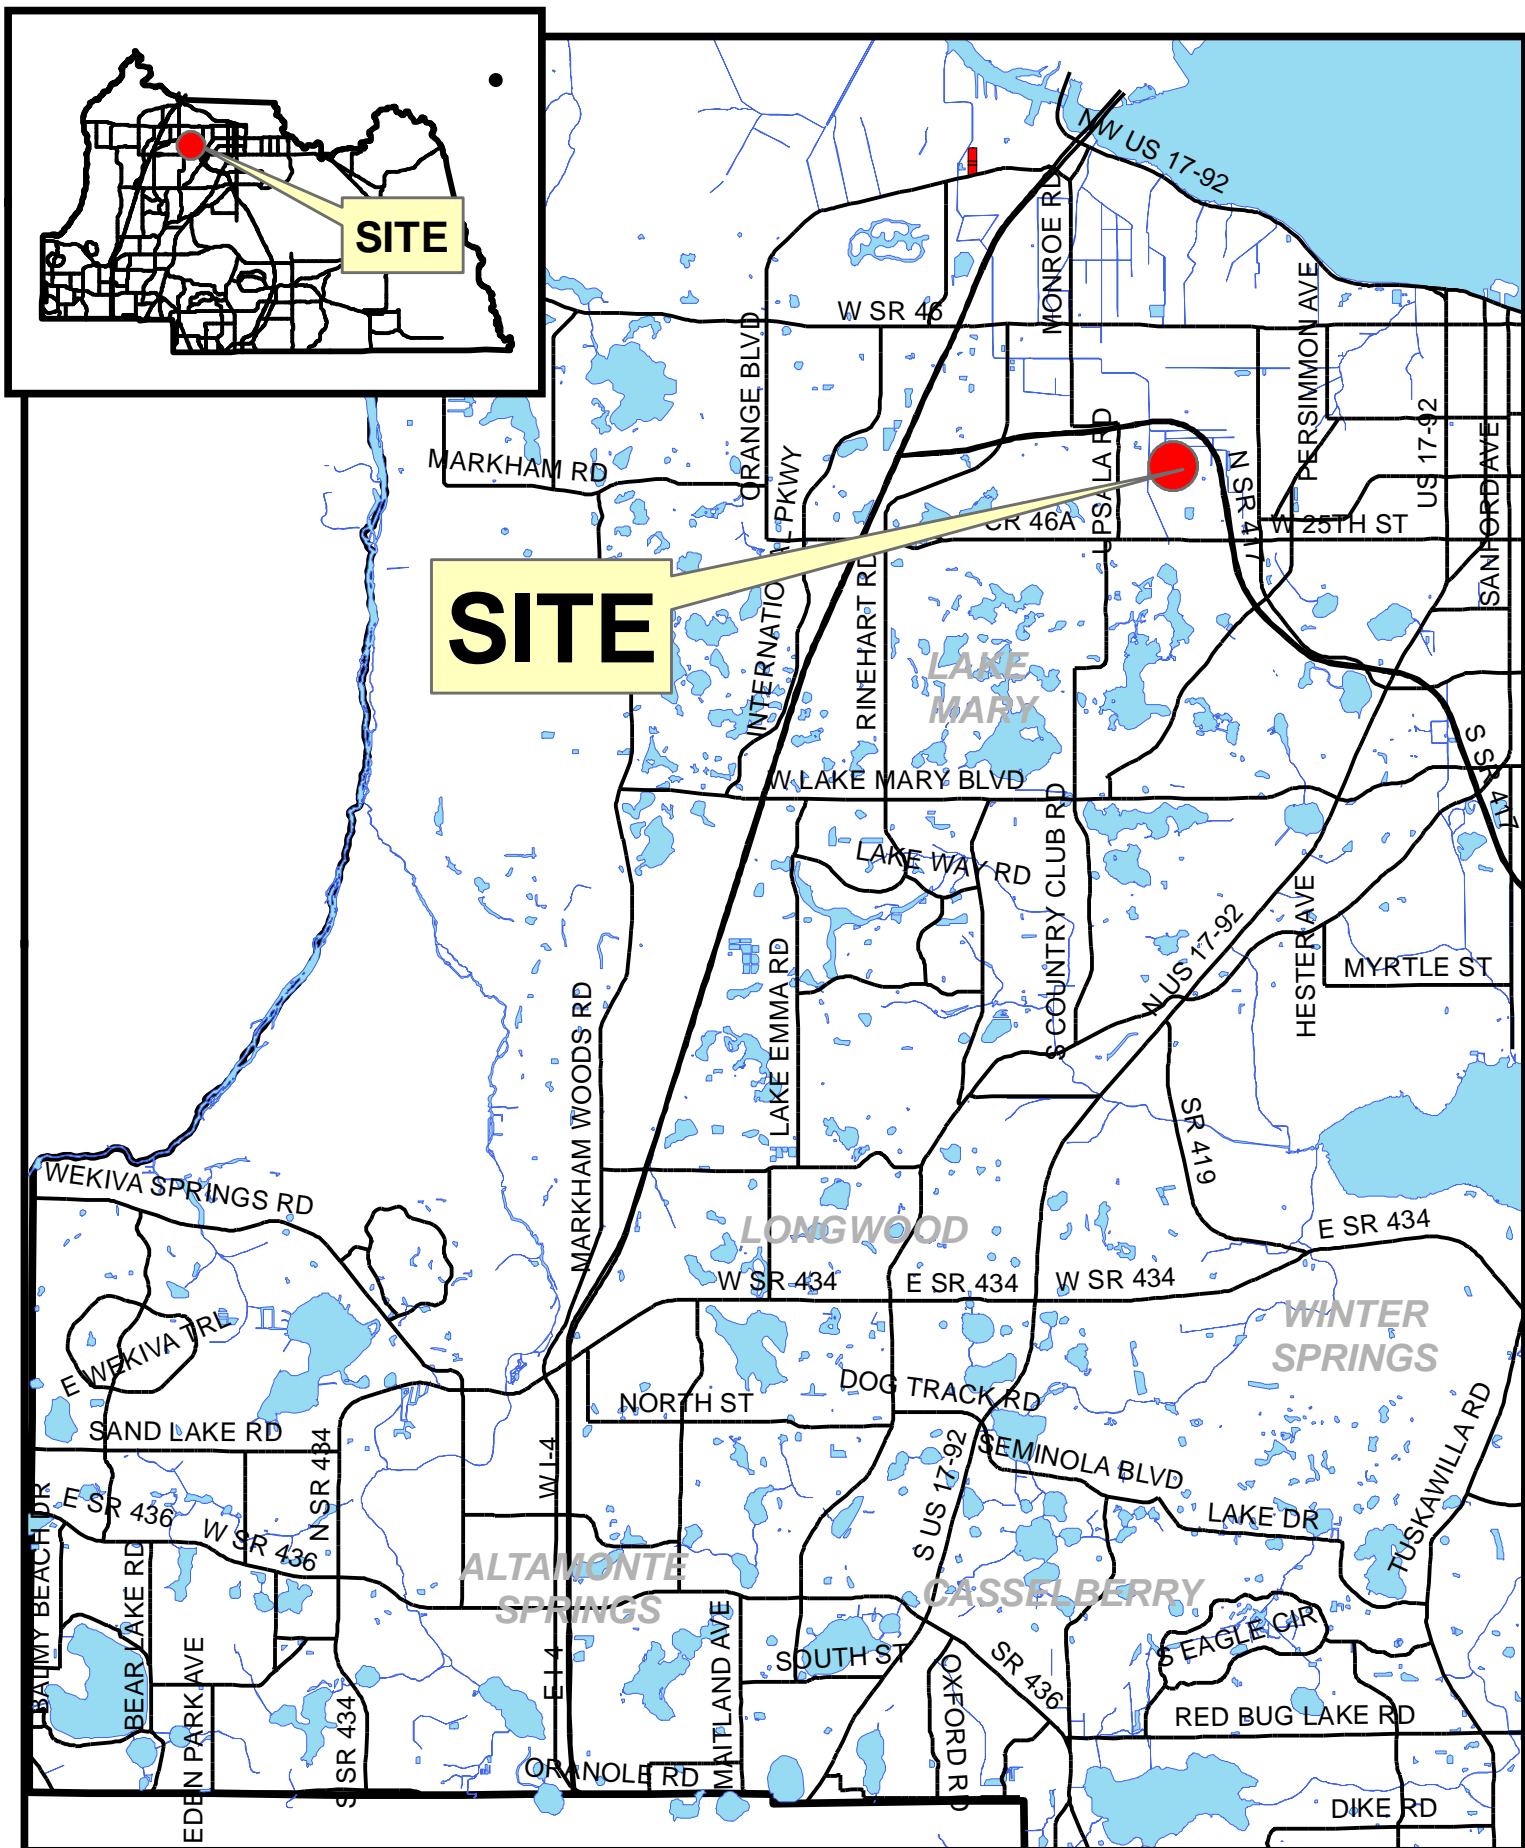 SITE
NW US 17-92
MONROE RD
W SR 46
ORANGE BLVD
PERSIMMON AVE
US 17-92
SANFORD AVE
MARKHAM RD
INTERNATIONAL PKWY
UPSALA RD
N SR 417
CR 46A
W 25TH ST
SITE
RINEHART RD
LAKE
MARY
S SR 417
W LAKE MARY BLVD
S COUNTRY CLUB RD
LAKE WAY RD
HESTER AVE
N US 17-92
MYRTLE ST
LAKE EMMA RD
MARKHAM WOODS RD
SR 419
WEKIVA SPRINGS RD
LONGWOOD
E SR 434
W SR 434
E SR 434
W SR 434
WINTER
SPRINGS
E WEKIVA TRL
DOG TRACK RD
NORTH ST
SAND LAKE RD
N SR 434
W I-4
S US 17-92
SEMINOLA BLVD
TUSKAWILLA RD
E SR 436
W SR 436
LAKE DR
BALMY BEACH DR
BEAR LAKE RD
ALTAMONTE
SPRINGS
CASSELBERRY
S EAGLE CIR
EDEN PARK AVE
S SR 434
E I-4
MAITLAND AVE
SOUTH ST
OXFORD RD
SR 436
RED BUG LAKE RD
ORANOLE RD
DIKE RD